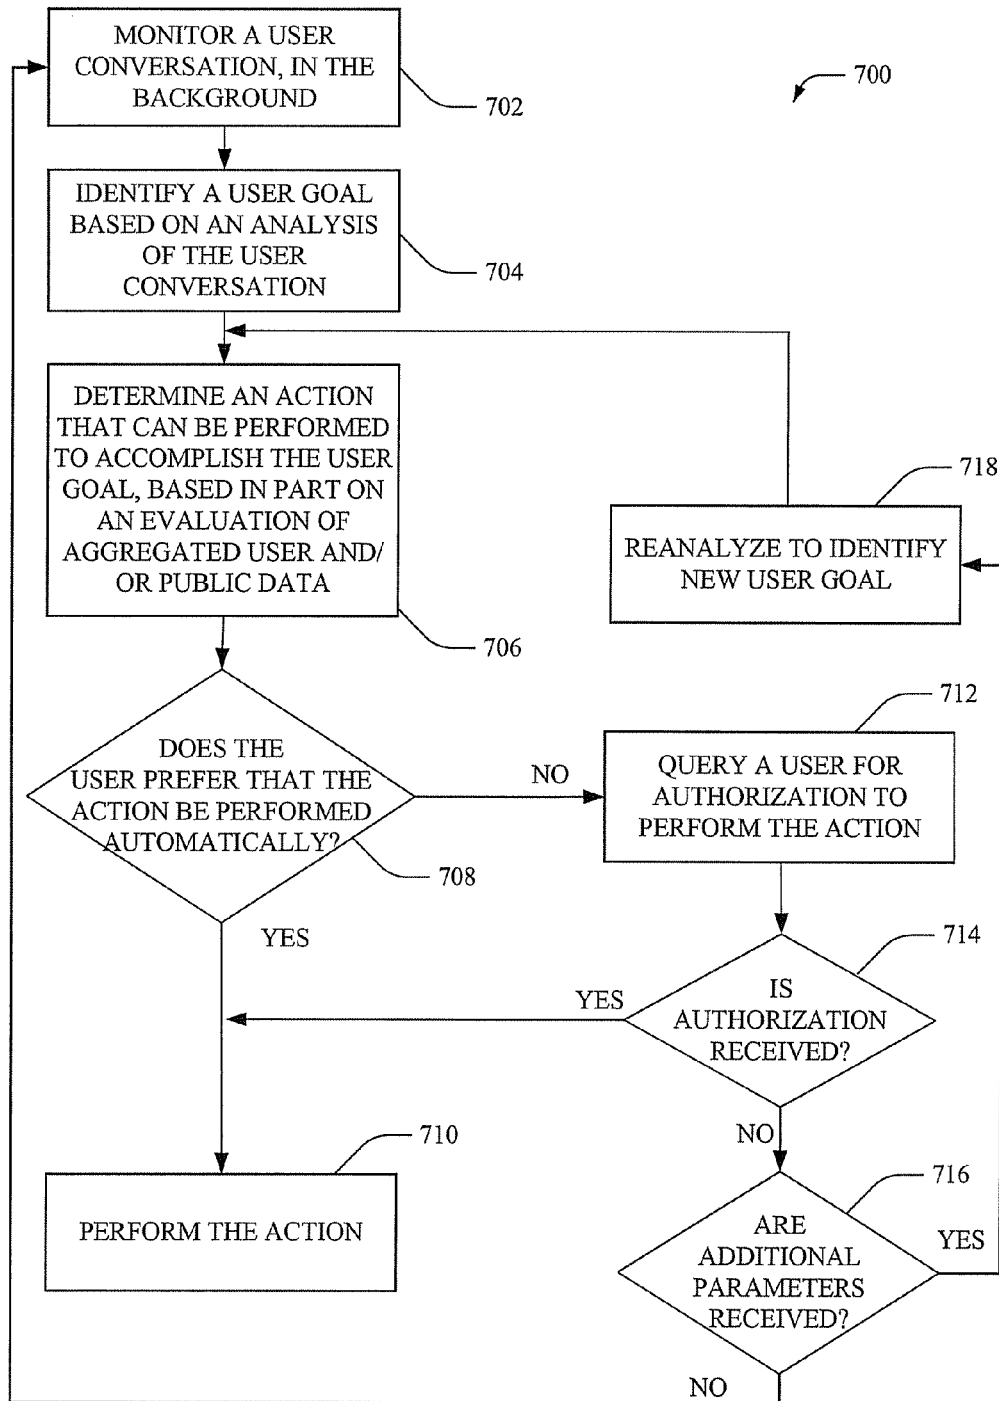 MONITOR A USER
CONVERSATION, IN THE
BACKGROUND
702
700
IDENTIFY A USER GOAL
BASED ON AN ANALYSIS
OF THE USER
CONVERSATION
704
DETERMINE AN ACTION
THAT CAN BE PERFORMED
TO ACCOMPLISH THE USER
GOAL, BASED IN PART ON
AN EVALUATION OF
AGGREGATED USER AND/
OR PUBLIC DATA
706
718
REANALYZE TO IDENTIFY
NEW USER GOAL
DOES THE
USER PREFER THAT THE
ACTION BE PERFORMED
AUTOMATICALLY?
708
NO
712
QUERY A USER FOR
AUTHORIZATION TO
PERFORM THE ACTION
YES
714
IS
AUTHORIZATION
RECEIVED?
YES
NO
710
PERFORM THE ACTION
716
ARE
ADDITIONAL
PARAMETERS
RECEIVED?
YES
NO